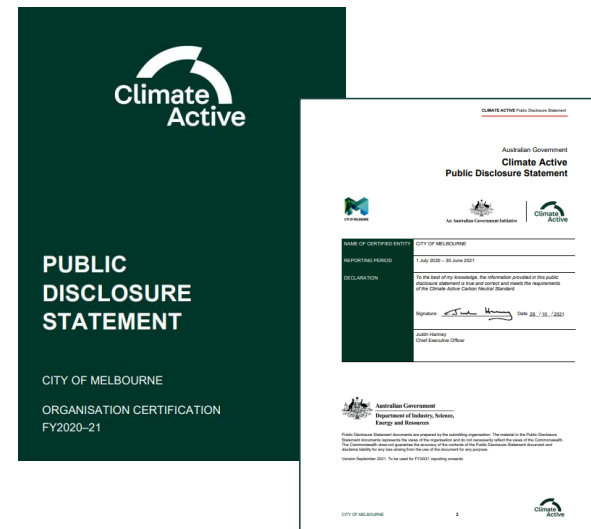 Climate
Active
PUBLIC
DISCLOSURE
STATEMENT
CITY OF MELBOURNE
ORGANISATION CERTIFICATION
FY2020–21
CLIMATE ACTIVE Public Disclosure Statement
Australian Government
Climate Active
Public Disclosure Statement
CITY OF MELBOURNE
An Australian Government Initiative
Climate
Active
NAME OF CERTIFIED ENTITY CITY OF MELBOURNE
REPORTING PERIOD 1 July 2020 – 30 June 2021
DECLARATION To the best of my knowledge, the information provided in this public
disclosure statement is true and correct and meets the requirements
of the Climate Active Carbon Neutral Standard.
Signature: Date 28 / 10 / 2021
Justin Hanney
Chief Executive Officer
Australian Government
Department of Industry, Science,
Energy and Resources
Public Disclosure Statement documents are prepared by the submitting organisation. The material in the Public Disclosure
Statement documents represents the views of the organisation and do not necessarily reflect the views of the Commonwealth.
The Commonwealth does not guarantee the accuracy of the contents of the Public Disclosure Statement document and
disclaims liability for any loss arising from the use of the document for any purpose.
Version September 2021. To be used for FY20/21 reporting onwards.
CITY OF MELBOURNE 2
Climate
Active